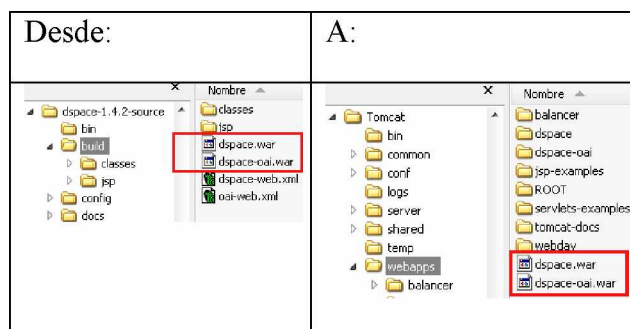 Desde:
A:
Nombre
dspace-1.4.2-source
bin
build
classes
jsp
config
docs
classes
jsp
dspace.war
dspace-oai.war
dspace-web.xml
oai-web.xml
Nombre
Tomcat
bin
common
conf
logs
server
shared
temp
webapps
balancer
balancer
dspace
dspace-oai
jsp-examples
ROOT
servlets-examples
tomcat-docs
webdav
dspace.war
dspace-oai.war